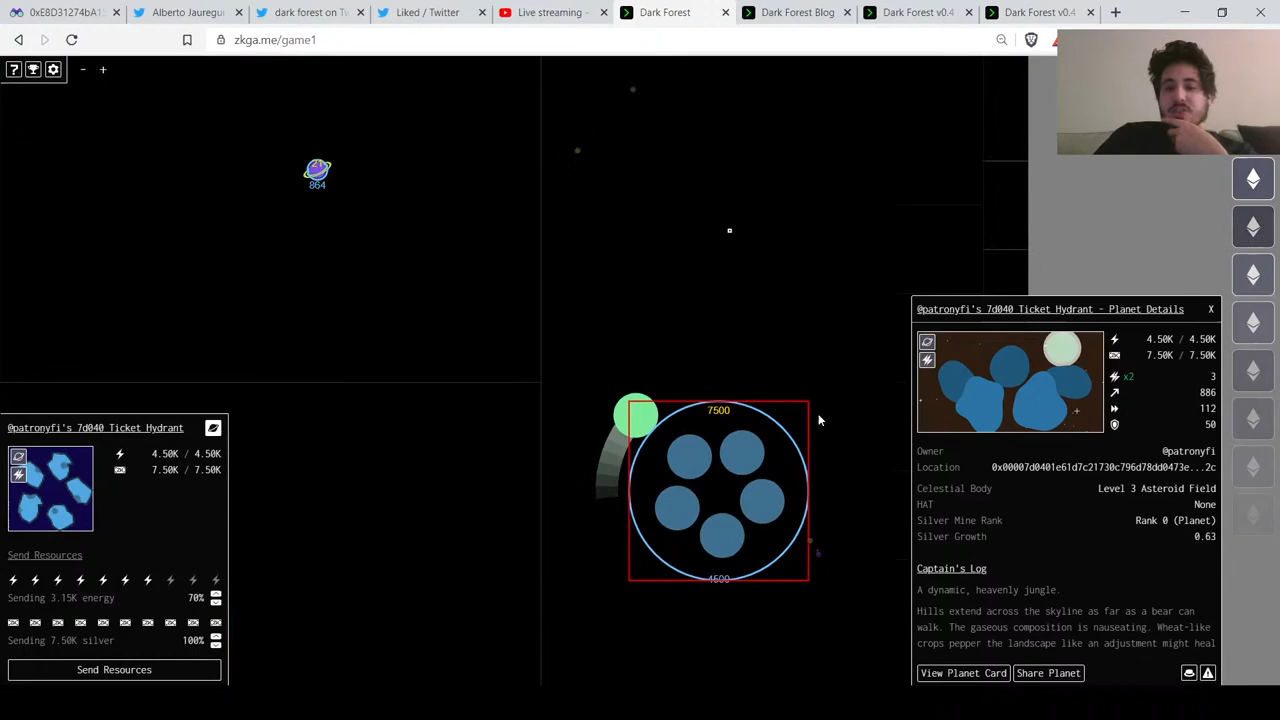 0xE8D31274bA1
Alberto Jauregui
dark forest on Tw
Liked / Twitter
Live streaming -
Dark Forest
Dark Forest Blog
Dark Forest v0.4
Dark Forest v0.4
zkga.me/game1
? - +
864
7500
4500
@patronyfi's 7d040 Ticket Hydrant
4.50K / 4.50K
7.50K / 7.50K
Send Resources
Sending 3.15K energy 70%
Sending 7.50K silver 100%
Send Resources
@patronyfi's 7d040 Ticket Hydrant - Planet Details X
4.50K / 4.50K
7.50K / 7.50K
x2 3
886
112
50
Owner @patronyfi
Location 0x00007d0401e61d7c21730c796d78dd0473e...2c
Celestial Body Level 3 Asteroid Field
HAT None
Silver Mine Rank Rank 0 (Planet)
Silver Growth 0.63
Captain's Log
A dynamic, heavenly jungle.
Hills extend across the skyline as far as a bear can
walk. The gaseous composition is nauseating. Wheat-like
crops pepper the landscape like an adjustment might heal
View Planet Card Share Planet